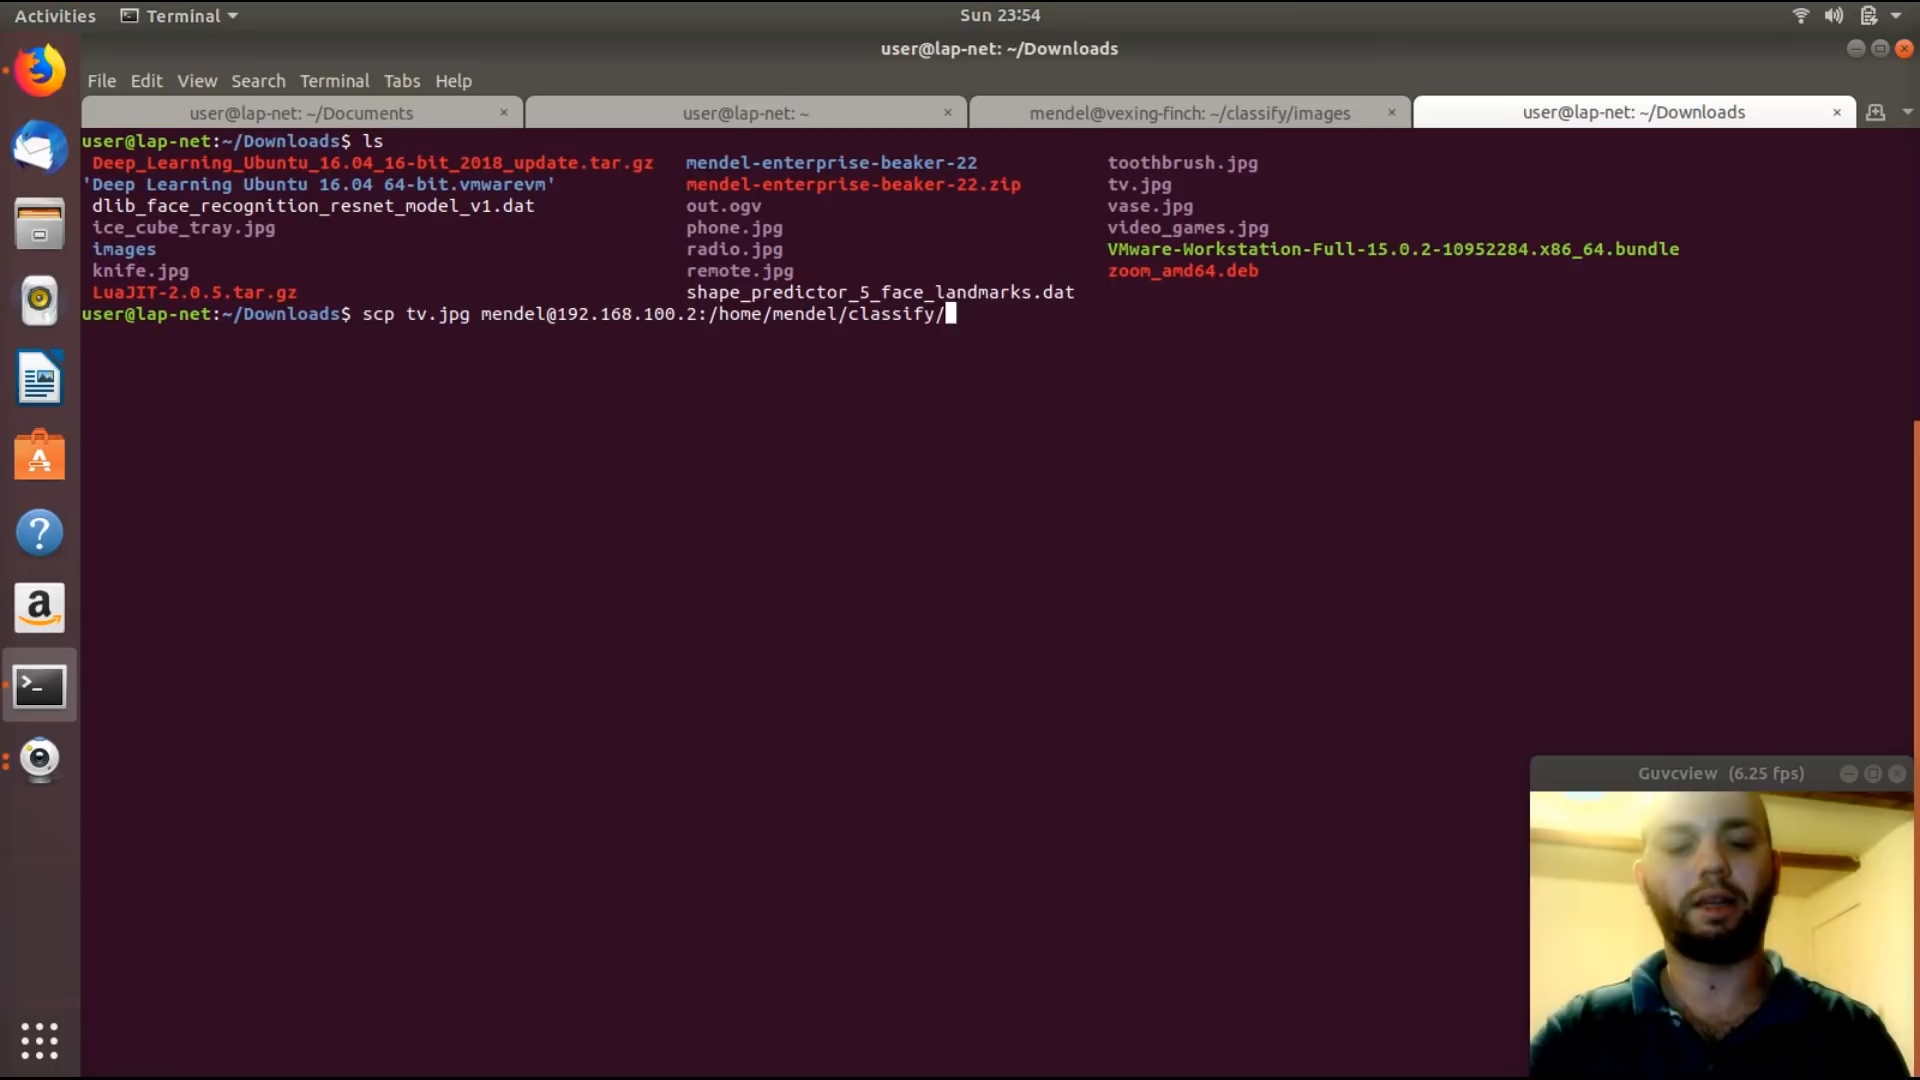 Activities Terminal Sun 23:54
user@lap-net: ~/Downloads
File Edit View Search Terminal Tabs Help
user@lap-net: ~/Documents × user@lap-net: ~ × mendel@vexing-finch: ~/classify/images × user@lap-net: ~/Downloads ×
user@lap-net:~/Downloads$ ls
Deep_Learning_Ubuntu_16.04_16-bit_2018_update.tar.gz mendel-enterprise-beaker-22 toothbrush.jpg
'Deep Learning Ubuntu 16.04 64-bit.vmwarevm' mendel-enterprise-beaker-22.zip tv.jpg
dlib_face_recognition_resnet_model_v1.dat out.ogv vase.jpg
ice_cube_tray.jpg phone.jpg video_games.jpg
images radio.jpg VMware-Workstation-Full-15.0.2-10952284.x86_64.bundle
knife.jpg remote.jpg zoom_amd64.deb
LuaJIT-2.0.5.tar.gz shape_predictor_5_face_landmarks.dat
user@lap-net:~/Downloads$ scp tv.jpg mendel@192.168.100.2:/home/mendel/classify/
Guvcview (6.25 fps)